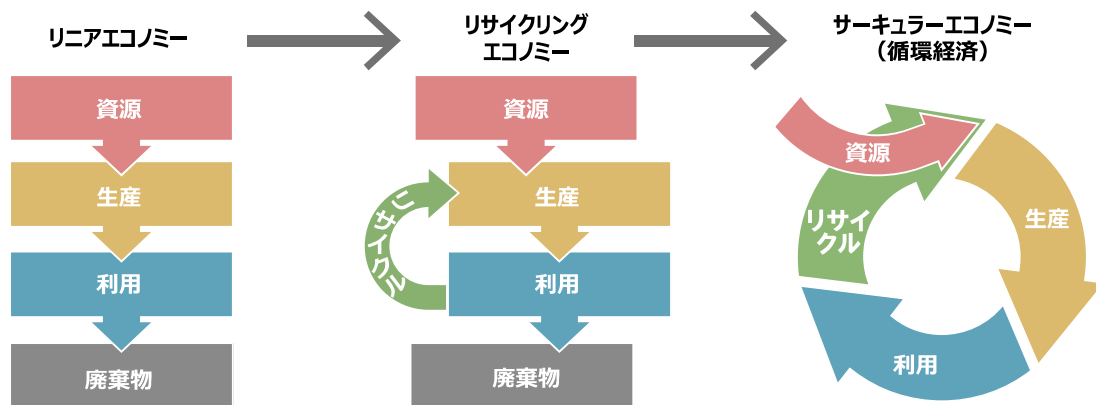 リニアエコノミー
資源
生産
利用
廃棄物
リサイクリング
エコノミー
資源
生産
リサイクル
利用
廃棄物
サーキュラーエコノミー
（循環経済）
資源
生産
リサイ
クル
利用